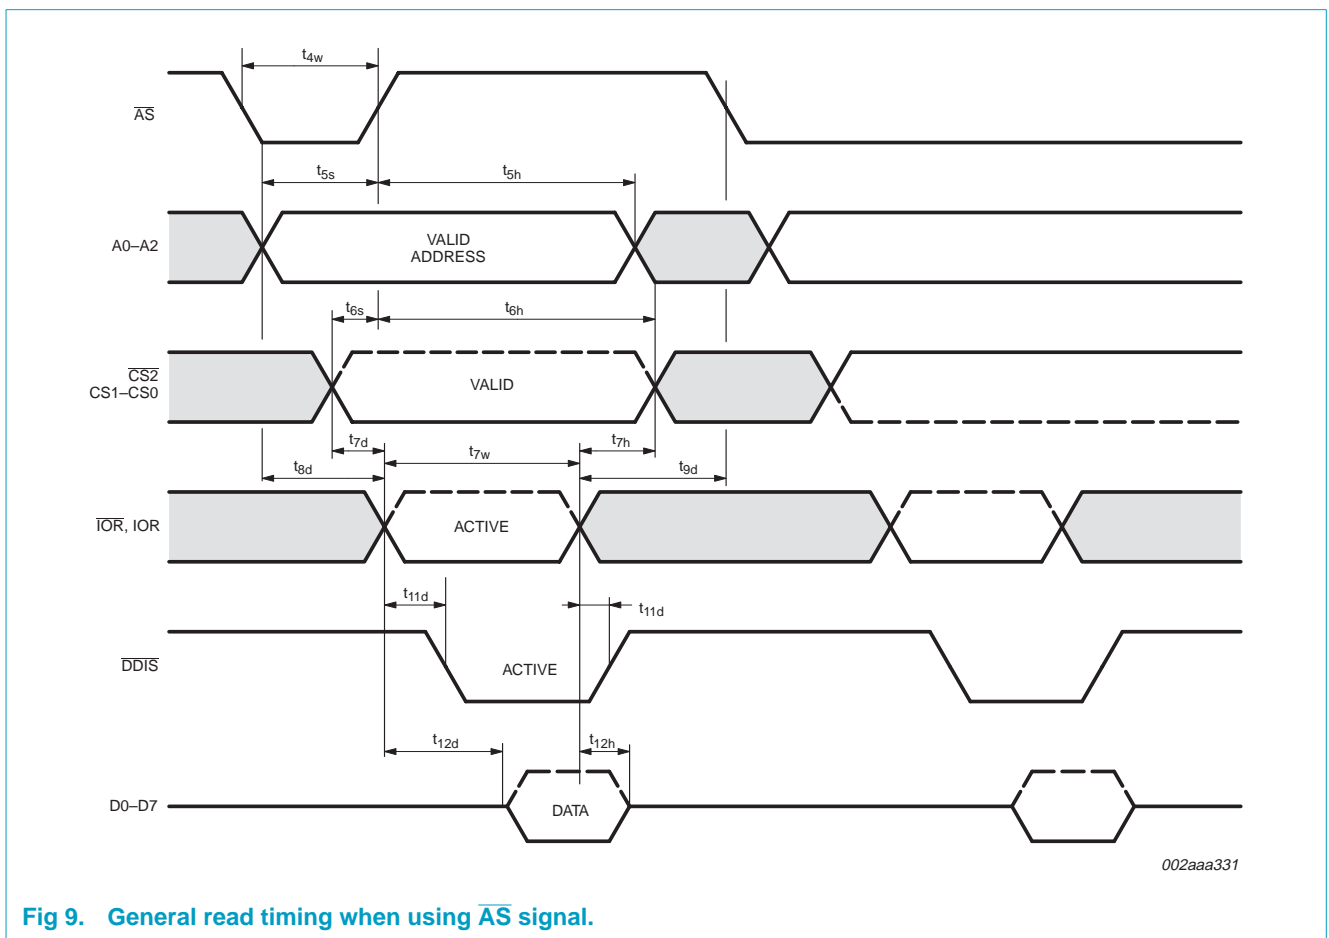 t4w
AS
t5s
t5h
A0–A2
VALID
ADDRESS
t6s
t6h
CS2
CS1–CS0
VALID
t7d
t7w
t7h
t8d
t9d
IOR, IOR
ACTIVE
t11d
t11d
DDIS
ACTIVE
t12d
t12h
D0–D7
DATA
002aaa331
Fig 9. General read timing when using AS signal.